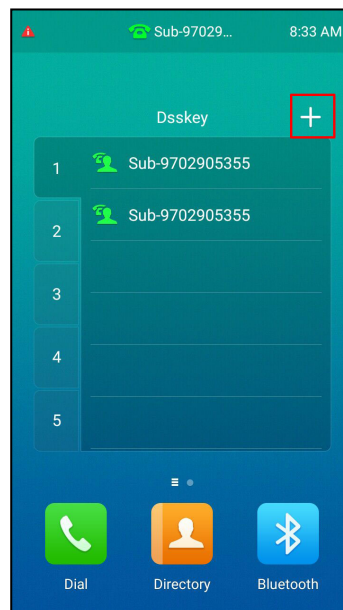 Sub-97029... 8:33 AM
Dsskey +
1 Sub-9702905355
2 Sub-9702905355
3
4
5
Dial Directory Bluetooth